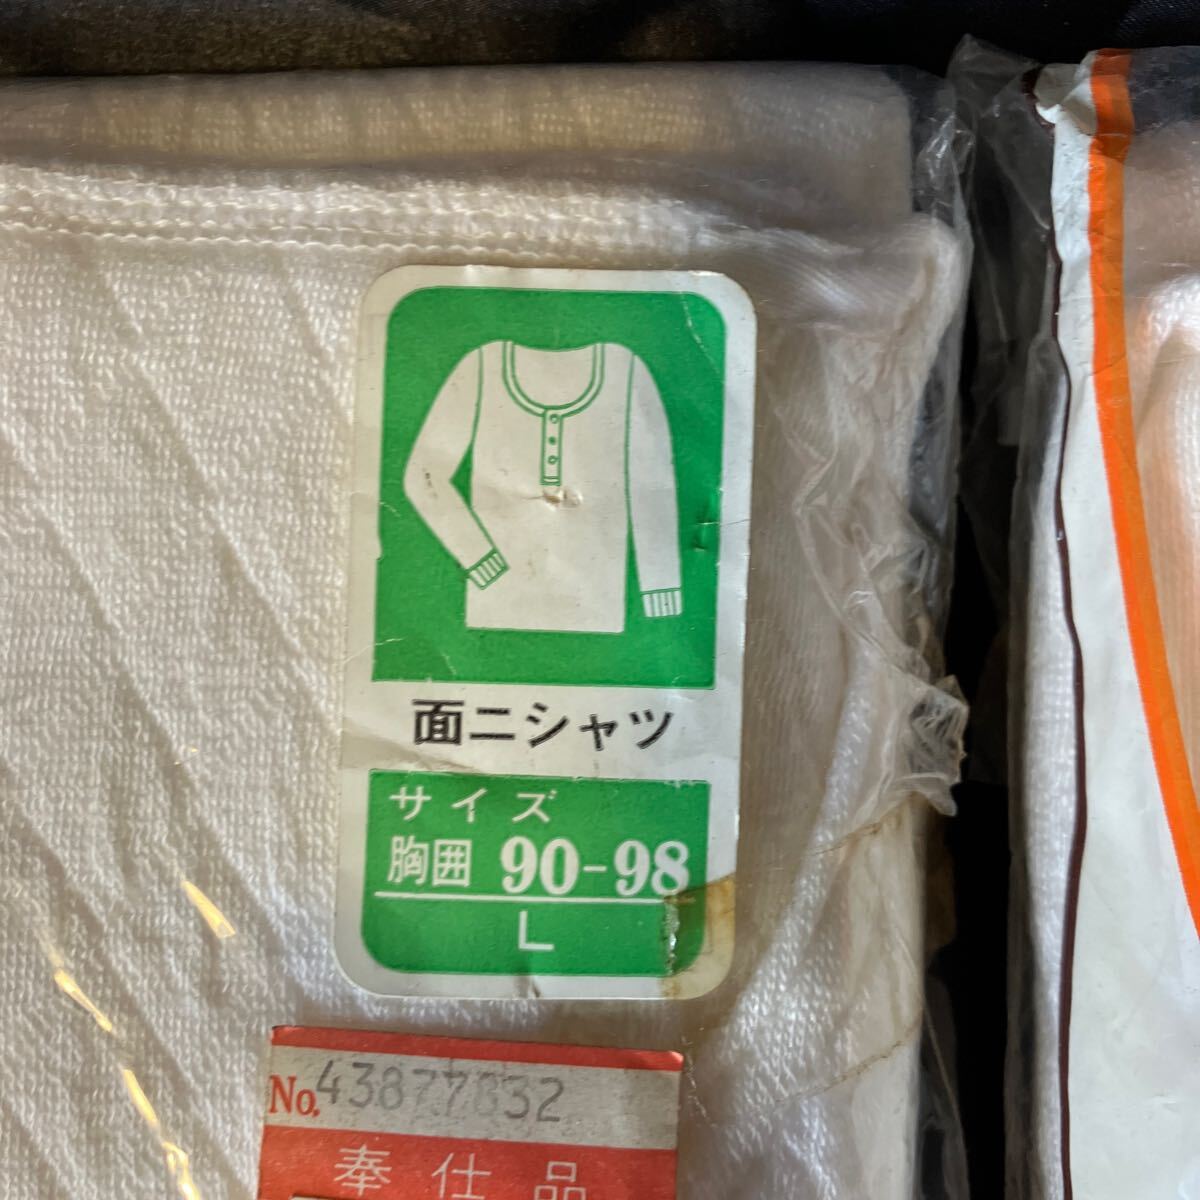 面ニシャツ
サイズ
胸囲 90-98
L
No. 43877832
奉仕品